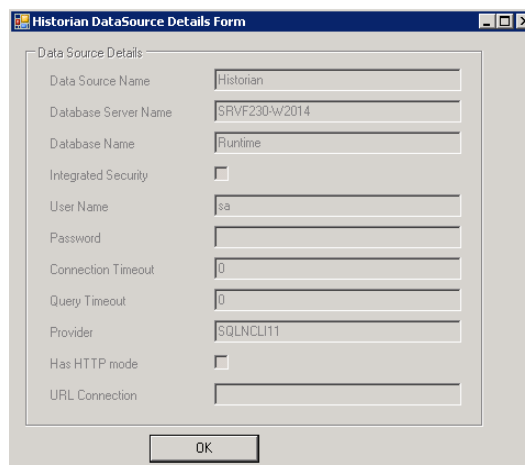 Historian DataSource Details Form
Data Source Details
Data Source Name Historian
Database Server Name SRVF230-W2014
Database Name Runtime
Integrated Security
User Name sa
Password
Connection Timeout 0
Query Timeout 0
Provider SQLNCLI11
Has HTTP mode
URL Connection
OK